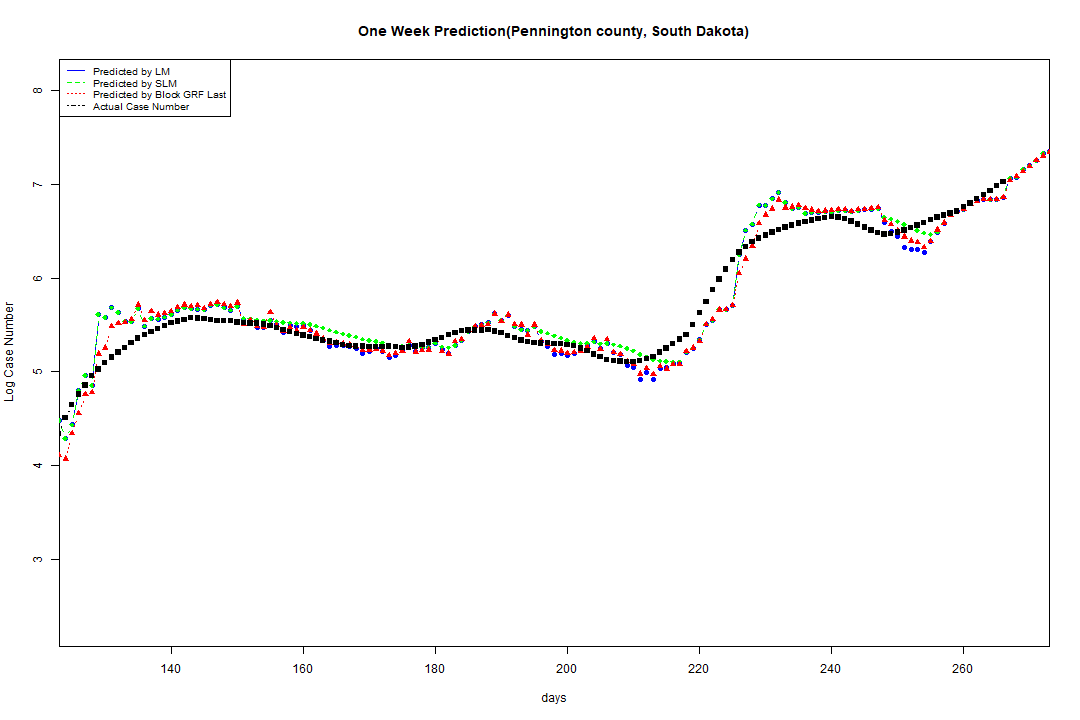 One Week Prediction(Pennington county, South Dakota)
Predicted by LM
Predicted by SLM
Predicted by Block GRF Last
Actual Case Number
8
7
6
5
4
3
Log Case Number
140 160 180 200 220 240 260
days